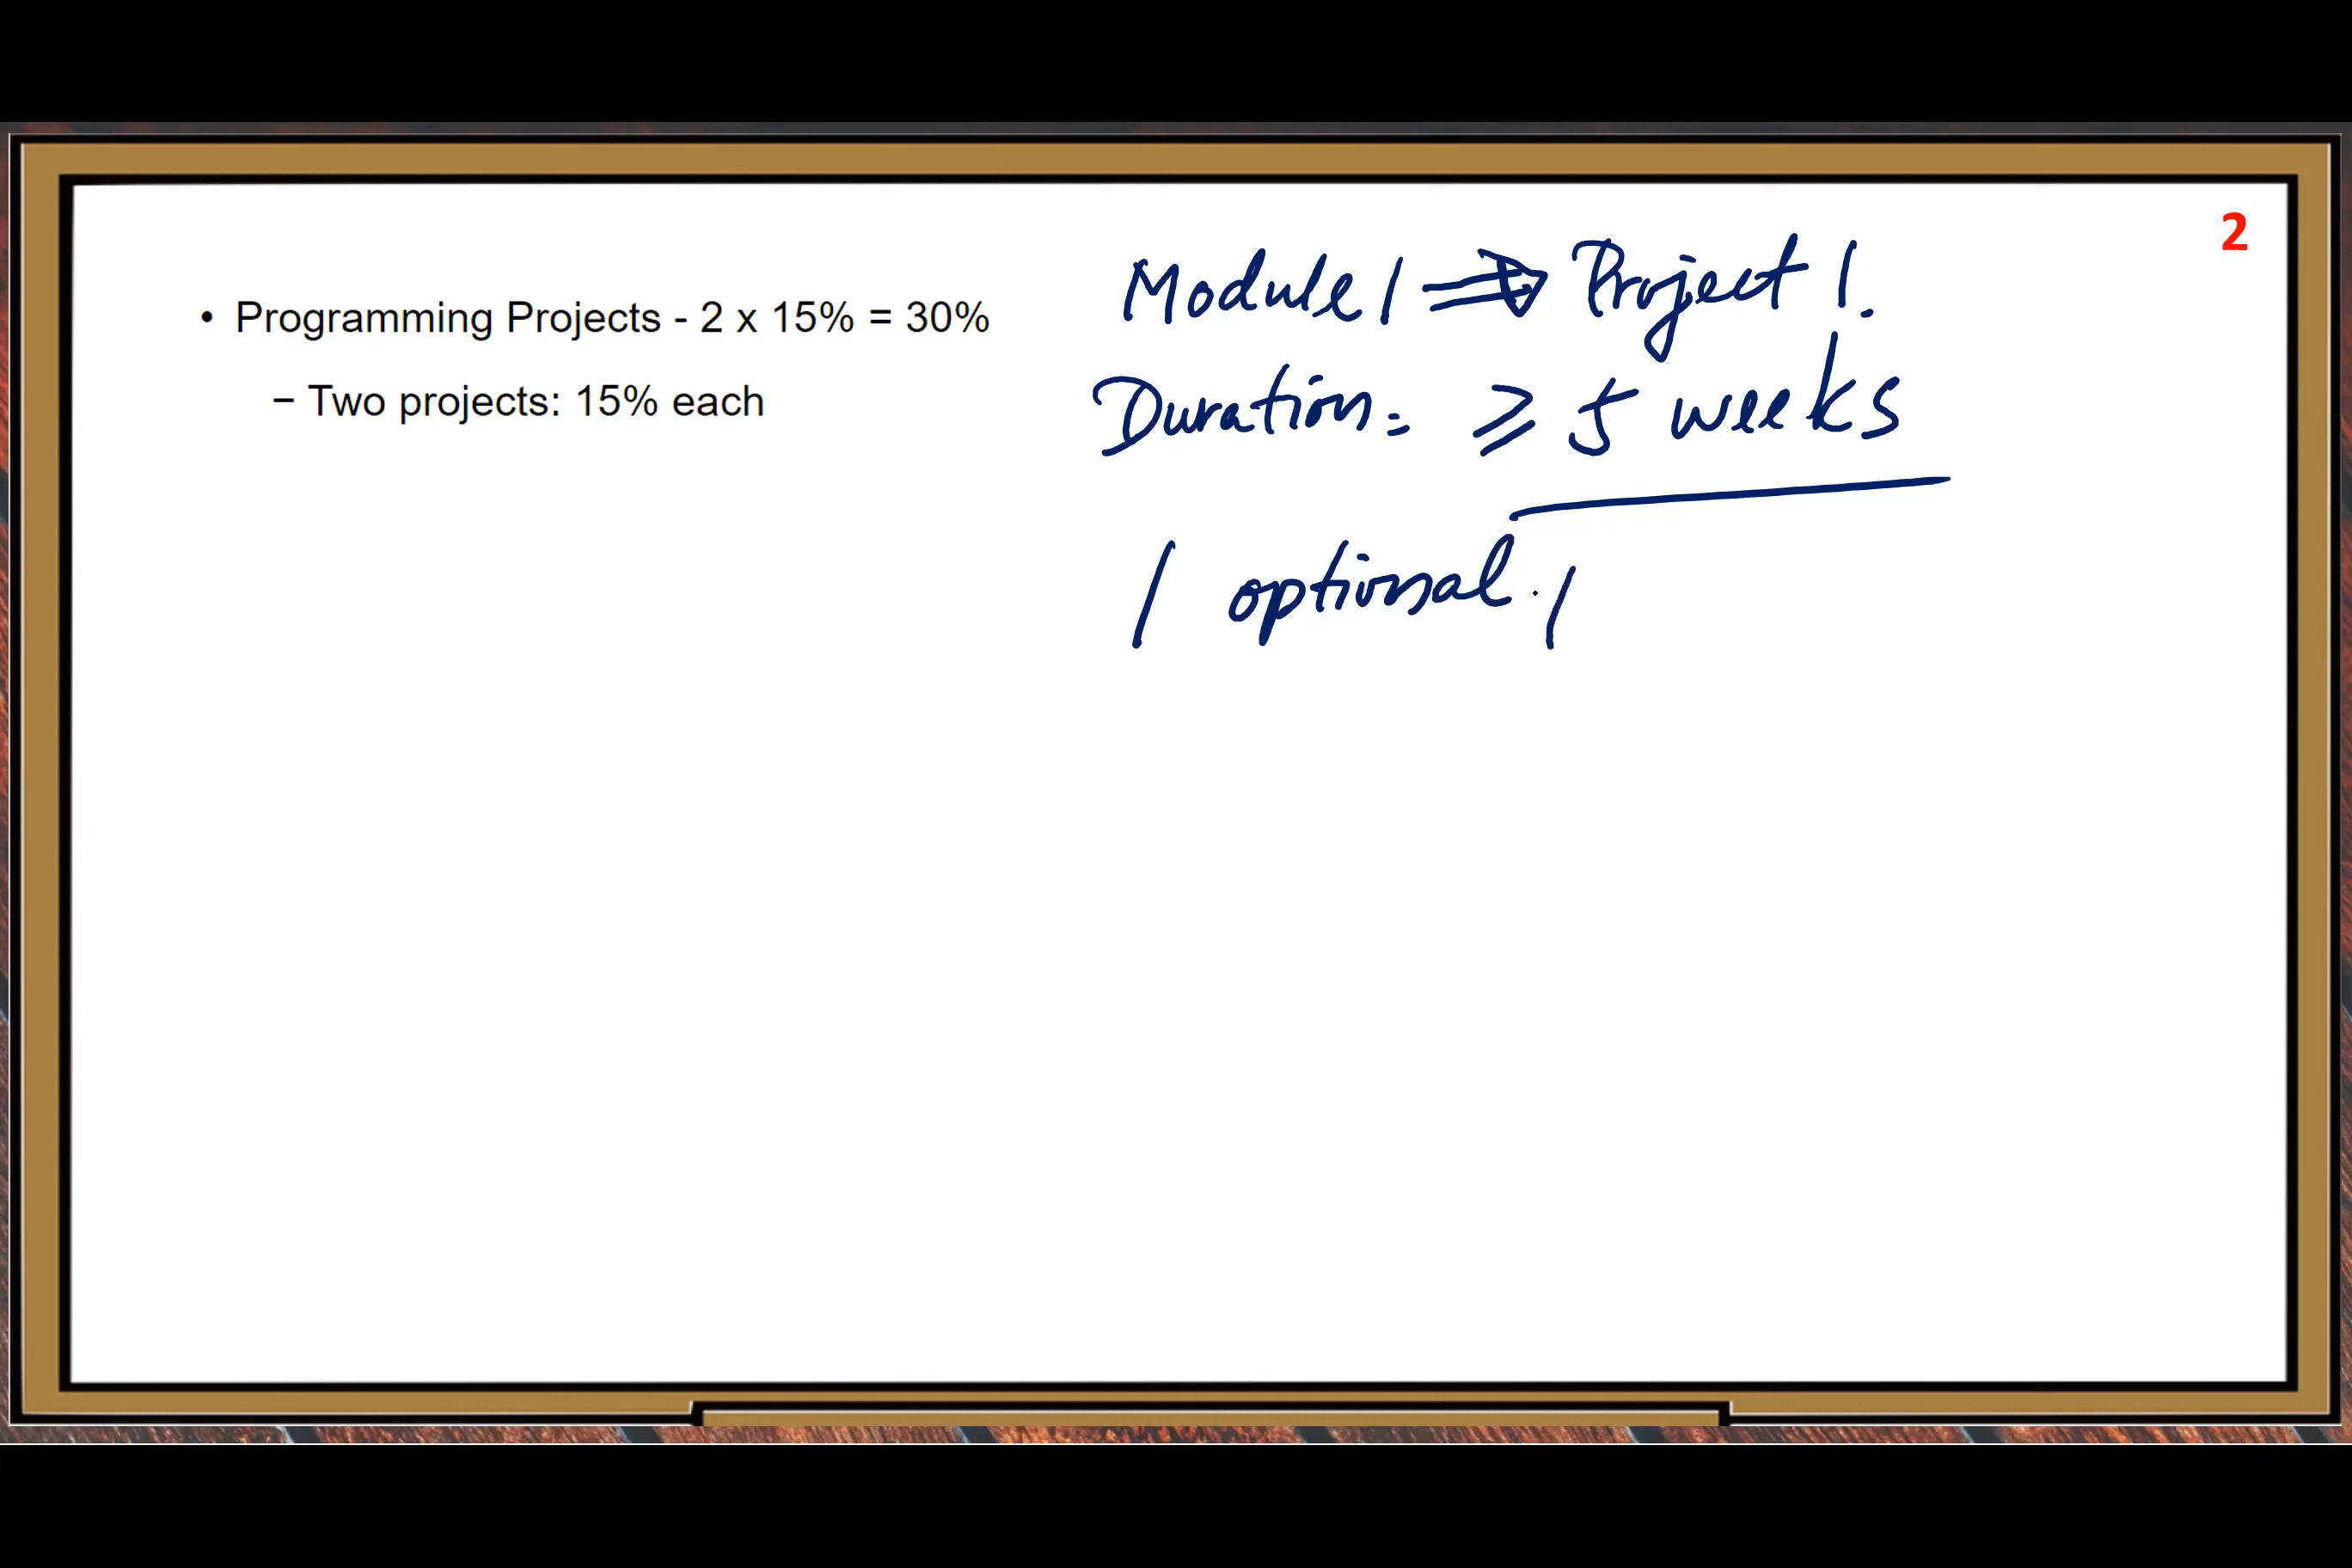 2
• Programming Projects - 2 x 15% = 30%
– Two projects: 15% each
Module 1 ⇒ Project 1.
Duration: ≥ 5 weeks
/ optional. /